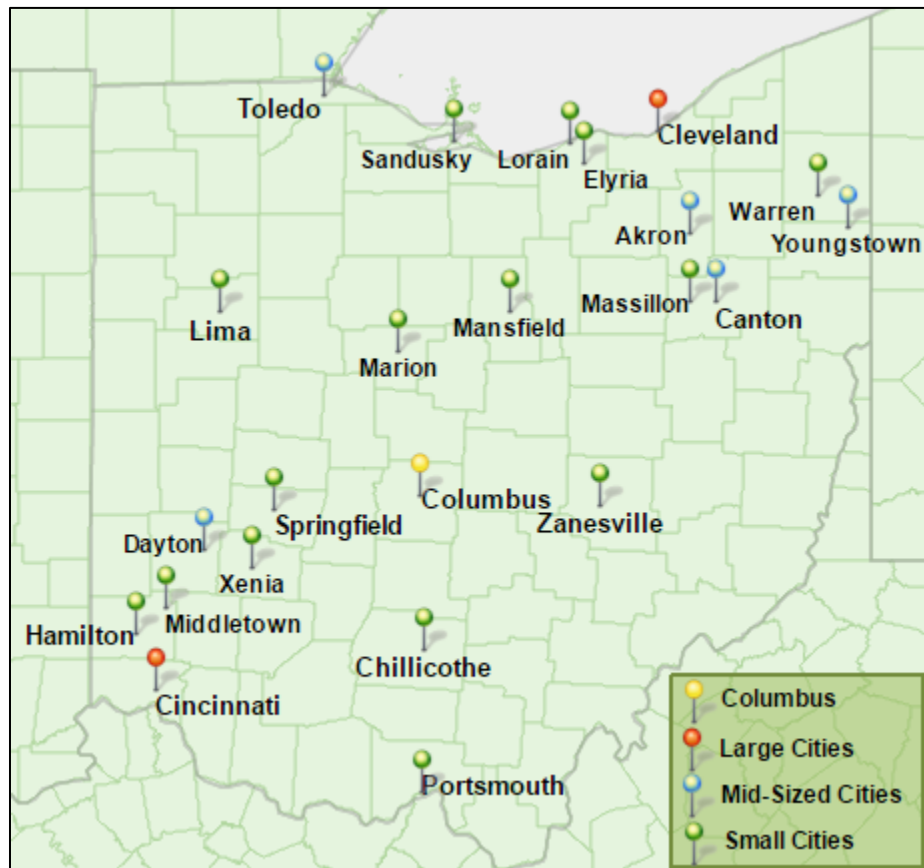 Toledo
Sandusky
Lorain
Cleveland
Elyria
Warren
Akron
Youngstown
Lima
Mansfield
Massillon
Canton
Marion
Columbus
Springfield
Zanesville
Dayton
Xenia
Hamilton
Middletown
Chillicothe
Cincinnati
Portsmouth
Columbus
Large Cities
Mid-Sized Cities
Small Cities